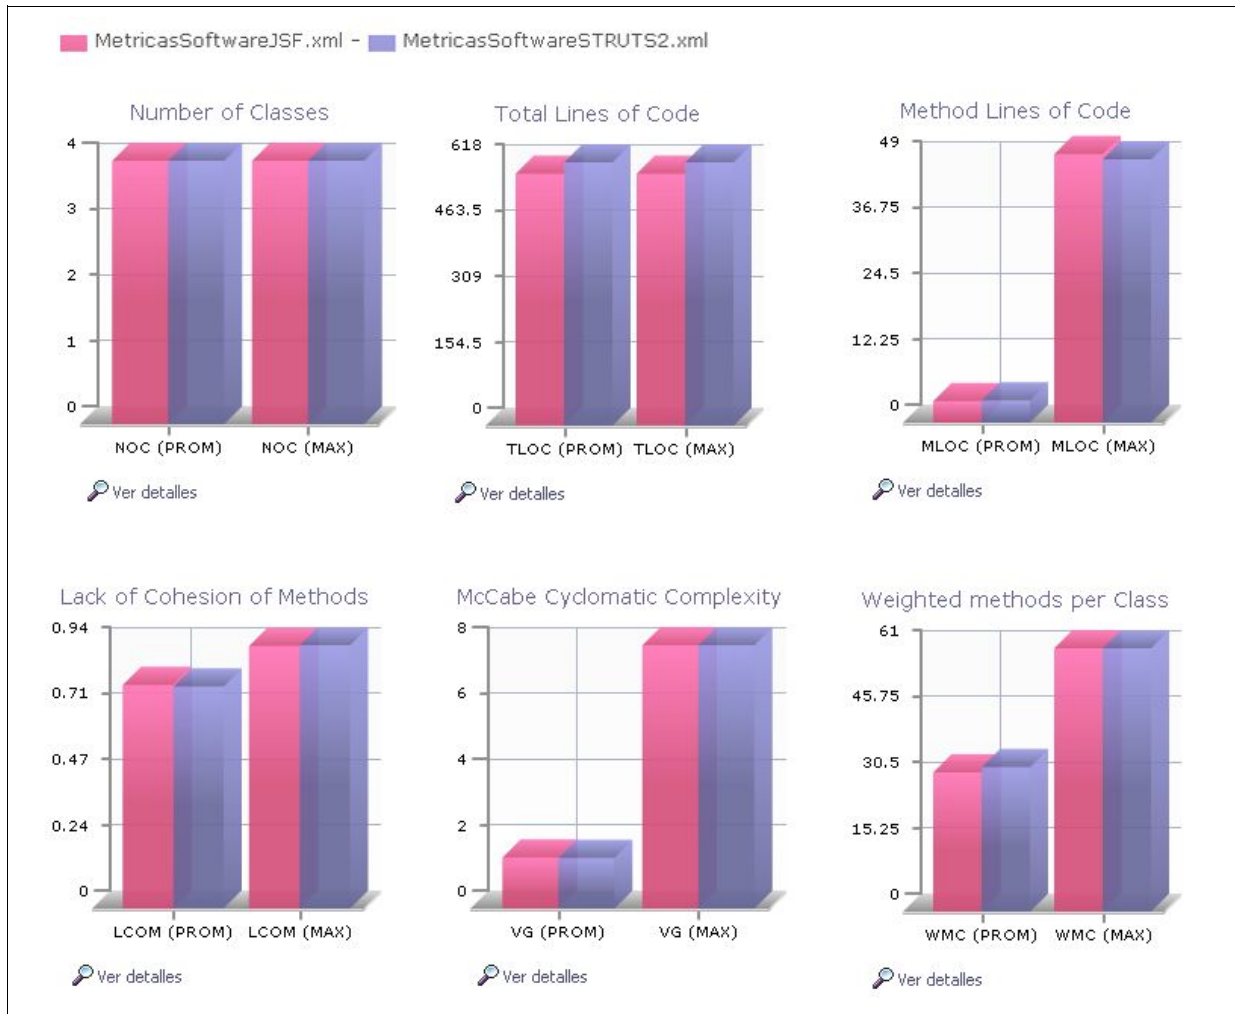 MetricasSoftwareJSF.xml - MetricasSoftwareSTRUTS2.xml
Number of Classes
4
3
2
1
0
NOC (PROM) NOC (MAX)
Ver detalles
Total Lines of Code
618
463.5
309
154.5
0
TLOC (PROM) TLOC (MAX)
Ver detalles
Method Lines of Code
49
36.75
24.5
12.25
0
MLOC (PROM) MLOC (MAX)
Ver detalles
Lack of Cohesion of Methods
0.94
0.71
0.47
0.24
0
LCOM (PROM) LCOM (MAX)
Ver detalles
McCabe Cyclomatic Complexity
8
6
4
2
0
VG (PROM) VG (MAX)
Ver detalles
Weighted methods per Class
61
45.75
30.5
15.25
0
WMC (PROM) WMC (MAX)
Ver detalles